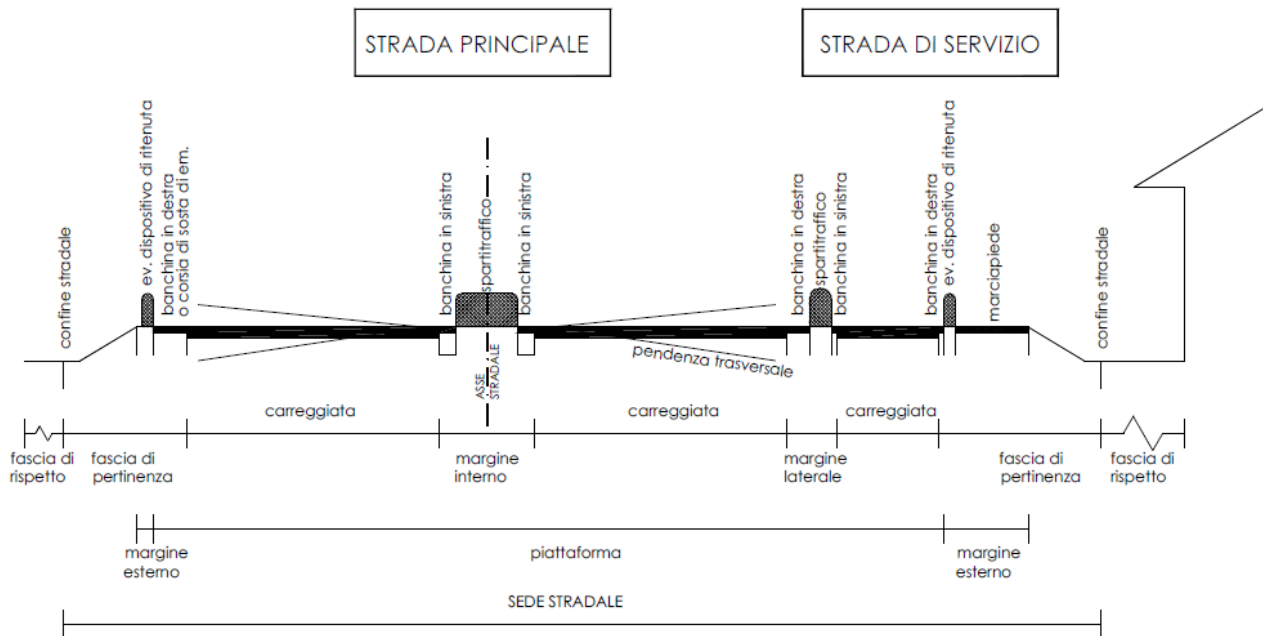 STRADA PRINCIPALE
STRADA DI SERVIZIO
confine stradale
ev. dispositivo di ritenuta
banchina in destra
o corsia di sosta di em.
banchina in sinistra
spartitraffico
banchina in sinistra
banchina in destra
spartitraffico
banchina in sinistra
banchina in destra
ev. dispositivo di ritenuta
marciapiede
confine stradale
pendenza trasversale
ASSE
STRADALE
carreggiata
carreggiata
carreggiata
fascia di
rispetto
fascia di
pertinenza
margine
interno
margine
laterale
fascia di
pertinenza
fascia di
rispetto
margine
esterno
piattaforma
margine
esterno
SEDE STRADALE